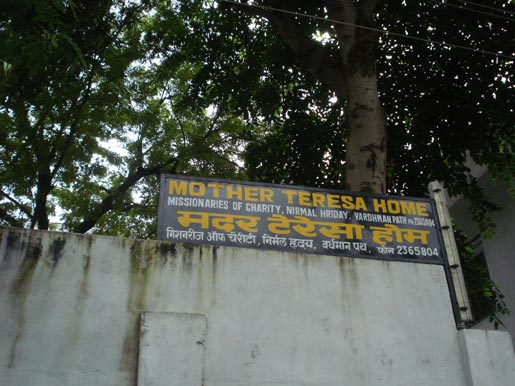 MOTHER TERESA HOME
MISSIONARIES OF CHARITY, NIRMAL HRIDAY, VARDHMAN PATH PH.2365804
मदर टेरेसा होम
मिशनरीज ऑफ चैरीटी, निर्मल हृदय, वर्धमान पथ, फोन 2365804